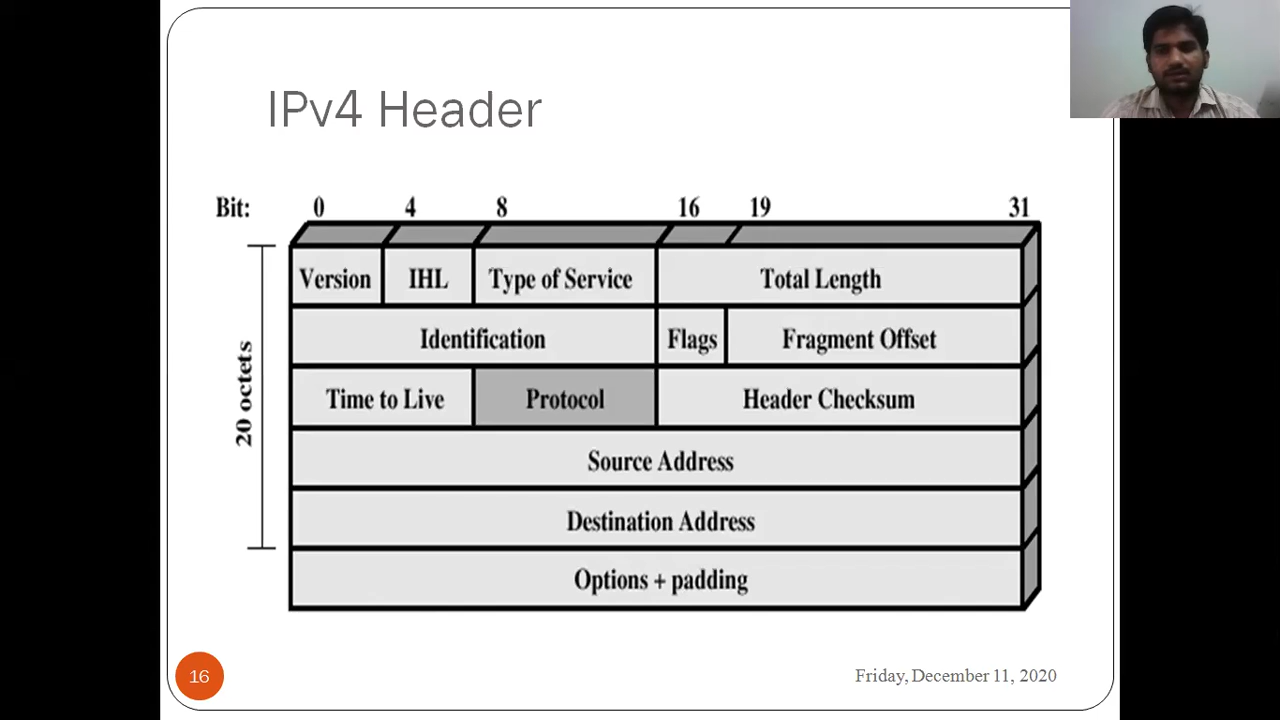 IPv4 Header
Bit: 0 4 8 16 19 31
Version IHL Type of Service Total Length
Identification Flags Fragment Offset
Time to Live Protocol Header Checksum
20 octets
Source Address
Destination Address
Options + padding
16 Friday, December 11, 2020